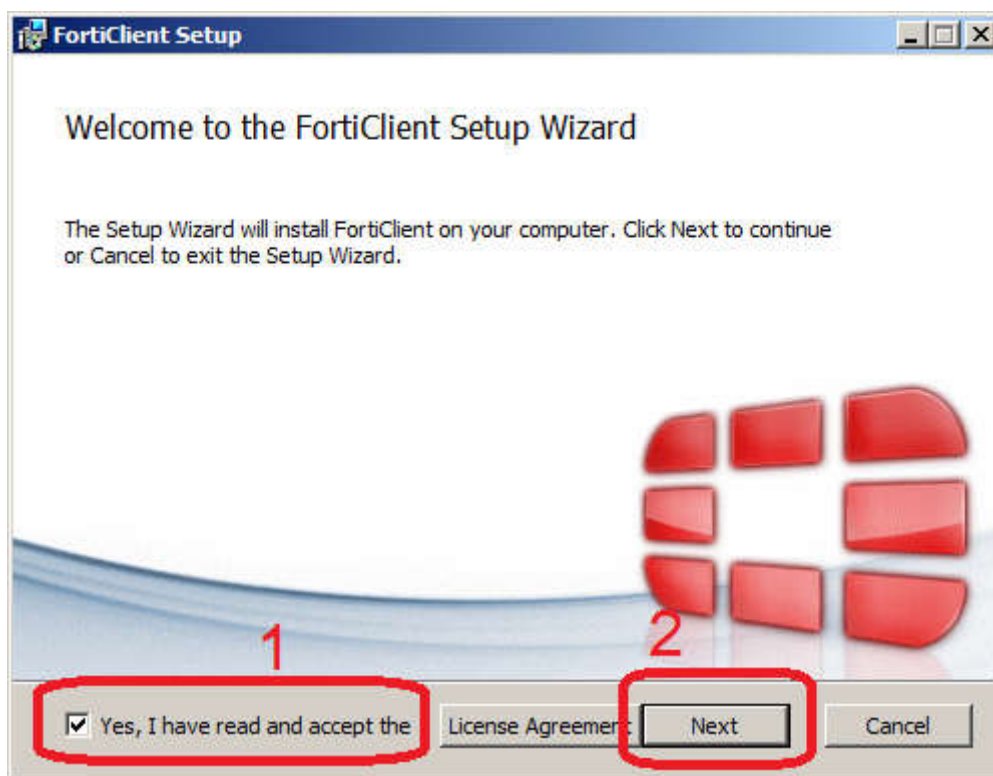 FortiClient Setup
Welcome to the FortiClient Setup Wizard
The Setup Wizard will install FortiClient on your computer. Click Next to continue
or Cancel to exit the Setup Wizard.
1
2
Yes, I have read and accept the License Agreement Next Cancel